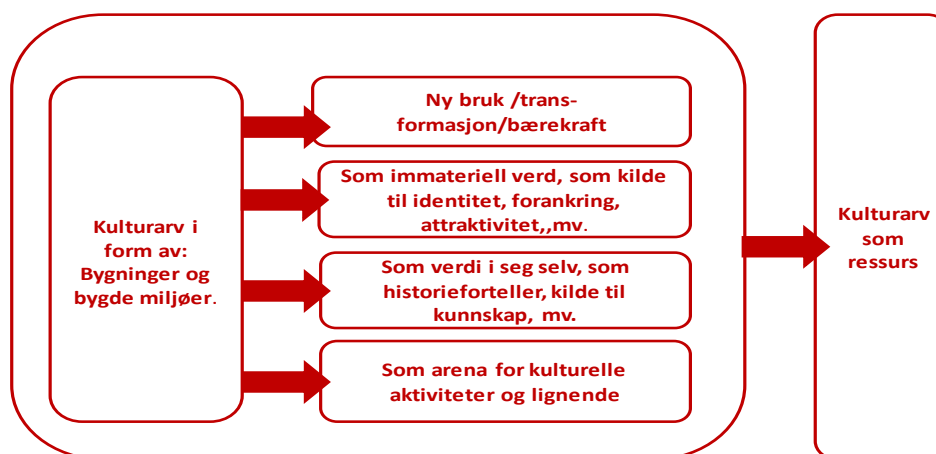 Kulturarv i
form av:
Bygninger og
bygde miljøer.
Ny bruk /trans-
formasjon/bærekraft
Som immateriell verd, som kilde
til identitet, forankring,
attraktivitet,,mv.
Som verdi i seg selv, som
historieforteller, kilde til
kunnskap, mv.
Som arena for kulturelle
aktiviteter og lignende
Kulturarv
som
ressurs